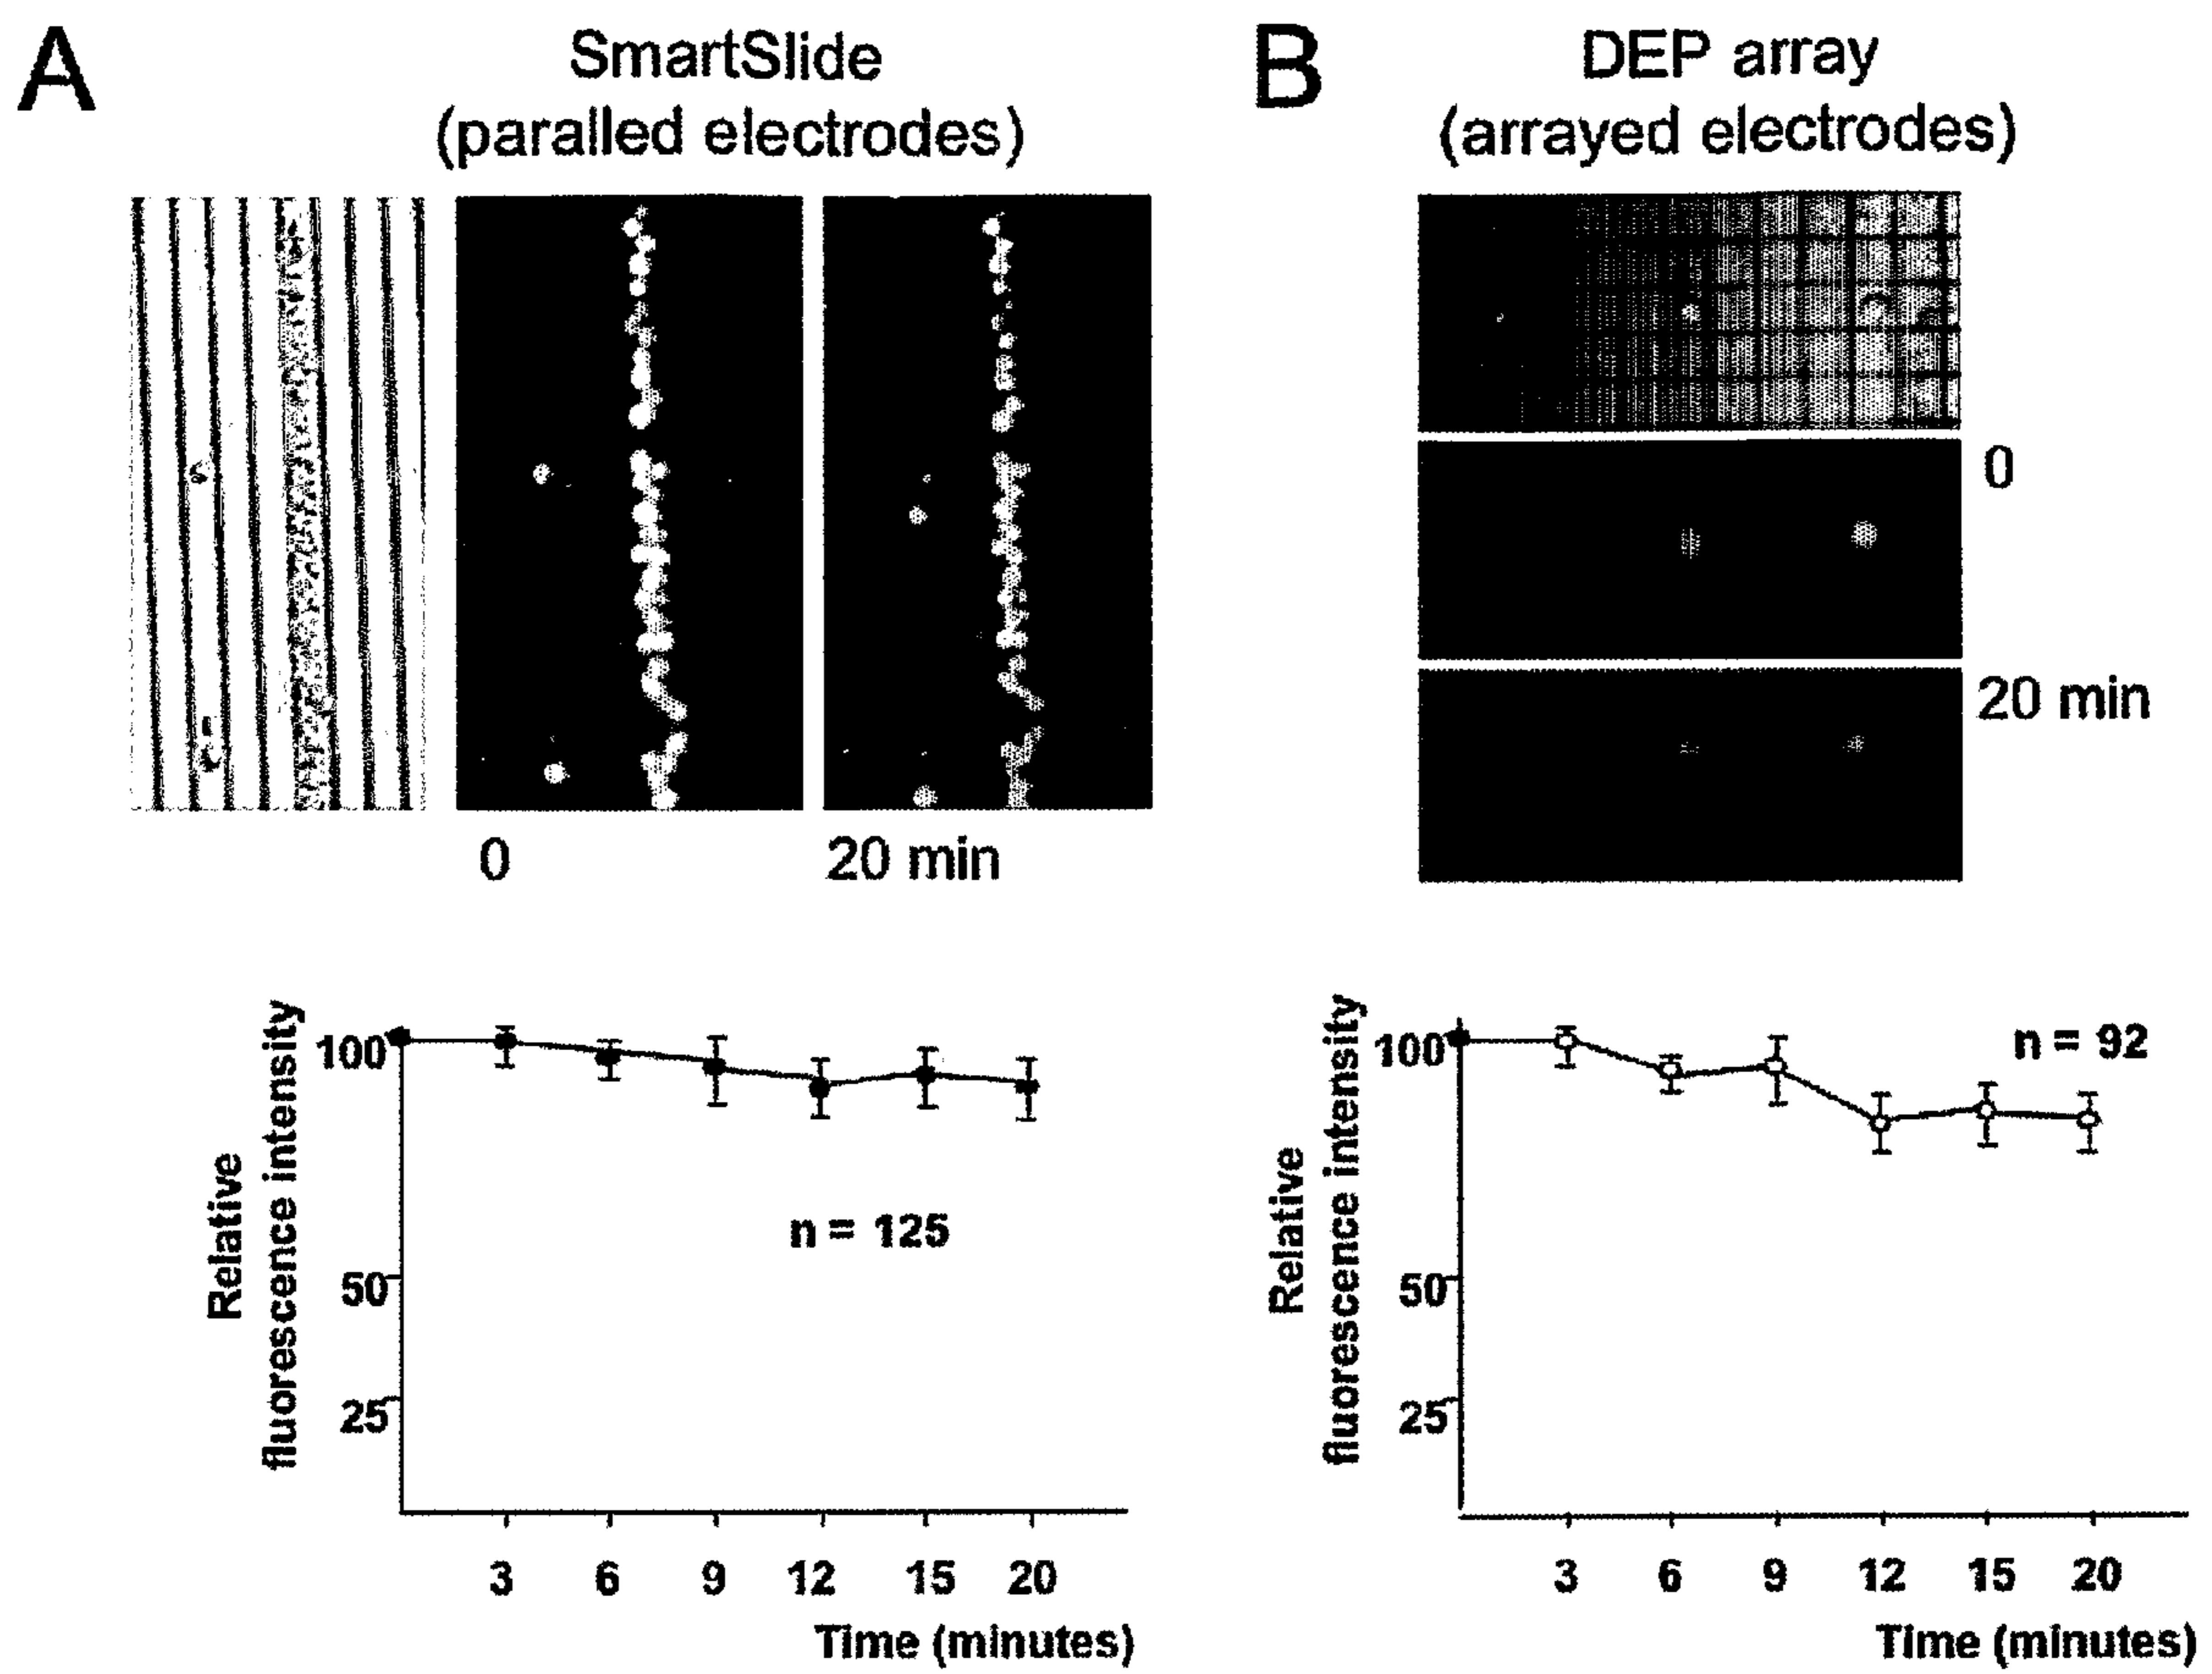 A
SmartSlide
(paralled electrodes)
0
20 min
Relative
fluorescence intensity
100
50
25
n = 125
3 6 9 12 15 20
Time (minutes)
B
DEP array
(arrayed electrodes)
0
20 min
Relative
fluorescence intensity
100
50
25
n = 92
3 6 9 12 15 20
Time (minutes)